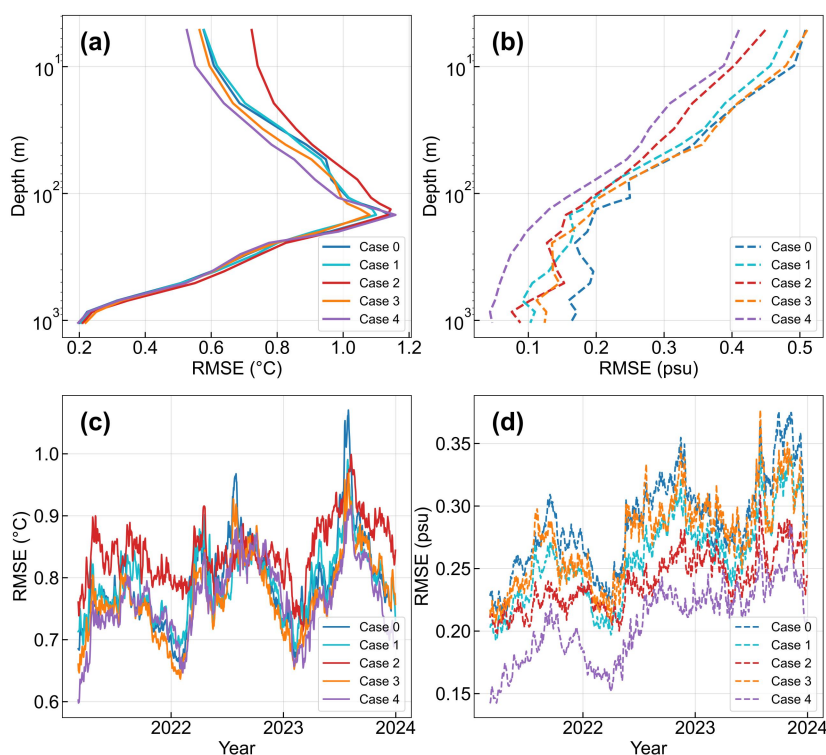 (a)
Depth (m)
10¹
10²
10³
0.2 0.4 0.6 0.8 1.0 1.2
RMSE (°C)
Case 0
Case 1
Case 2
Case 3
Case 4
(b)
Depth (m)
10¹
10²
10³
0.1 0.2 0.3 0.4 0.5
RMSE (psu)
Case 0
Case 1
Case 2
Case 3
Case 4
(c)
RMSE (°C)
1.0
0.9
0.8
0.7
0.6
2022 2023 2024
Year
Case 0
Case 1
Case 2
Case 3
Case 4
(d)
RMSE (psu)
0.35
0.30
0.25
0.20
0.15
2022 2023 2024
Year
Case 0
Case 1
Case 2
Case 3
Case 4